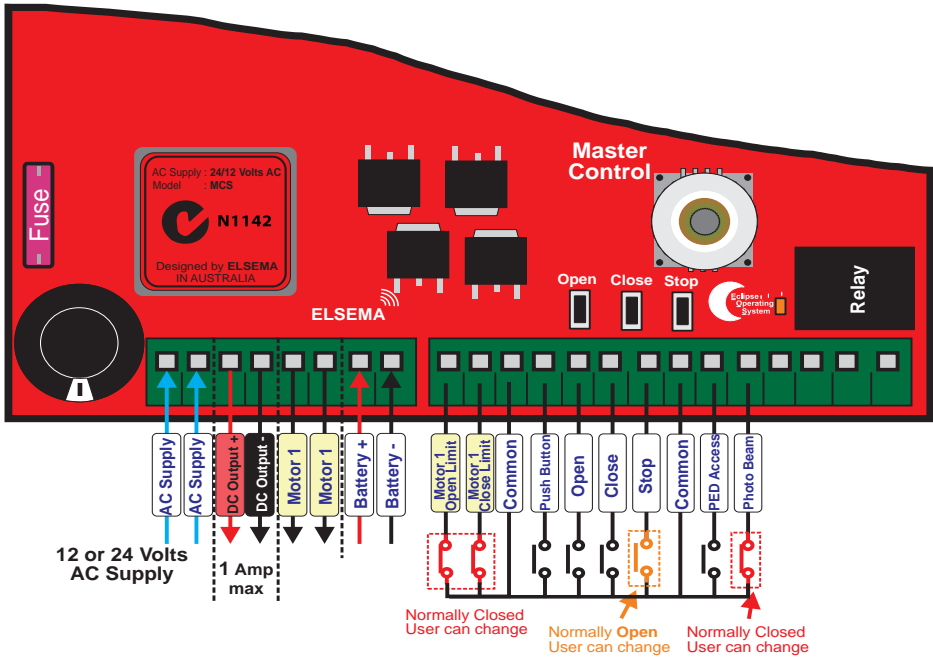 Fuse
AC Supply : 24/12 Volts AC
Model : MCS
N1142
Designed by ELSEMA
IN AUSTRALIA
ELSEMA
Master
Control
Open Close Stop
Eclipse
Operating
System
Relay
AC Supply
AC Supply
DC Output +
DC Output -
Motor 1
Motor 1
Battery +
Battery -
Motor 1
Open Limit
Motor 1
Close Limit
Common
Push Button
Open
Close
Stop
Common
PED Access
Photo Beam
12 or 24 Volts
AC Supply
1 Amp
max
Normally Closed
User can change
Normally Open
User can change
Normally Closed
User can change